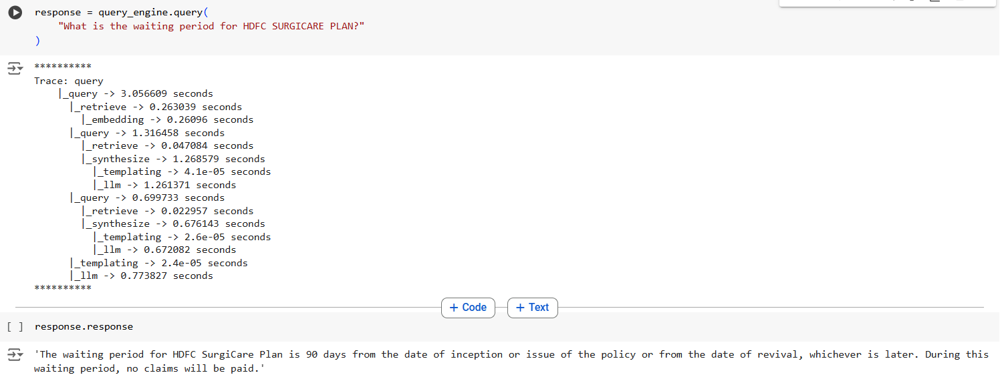 response = query_engine.query(
"What is the waiting period for HDFC SURGICARE PLAN?"
)
**********
Trace: query
|_query -> 3.056609 seconds
|_retrieve -> 0.263039 seconds
|_embedding -> 0.26096 seconds
|_query -> 1.316458 seconds
|_retrieve -> 0.047084 seconds
|_synthesize -> 1.268579 seconds
|_templating -> 4.1e-05 seconds
|_llm -> 1.261371 seconds
|_query -> 0.699733 seconds
|_retrieve -> 0.022957 seconds
|_synthesize -> 0.676143 seconds
|_templating -> 2.6e-05 seconds
|_llm -> 0.672082 seconds
|_templating -> 2.4e-05 seconds
|_llm -> 0.773827 seconds
**********
+ Code + Text
[ ] response.response
'The waiting period for HDFC SurgiCare Plan is 90 days from the date of inception or issue of the policy or from the date of revival, whichever is later. During this
waiting period, no claims will be paid.'